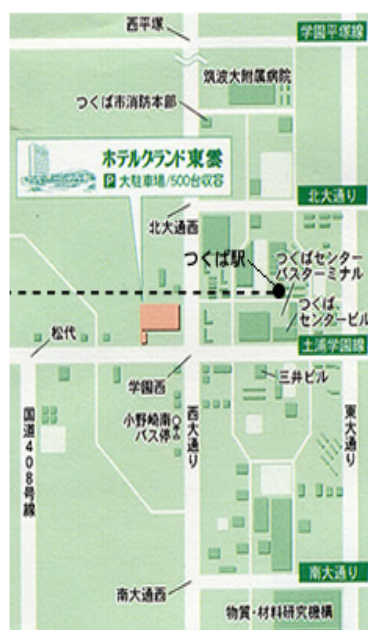 西平塚
学園平塚線
筑波大附属病院
つくば市消防本部
ホテルグランド東雲
P 大駐車場/500台収容
北大通り
北大通西
つくば駅
つくばセンター
バスターミナル
つくば
センタービル
松代
土浦学園線
学園西
三井ビル
国道408号線
小野崎南
バス停
西大通り
東大通り
南大通り
南大通西
物質・材料研究機構